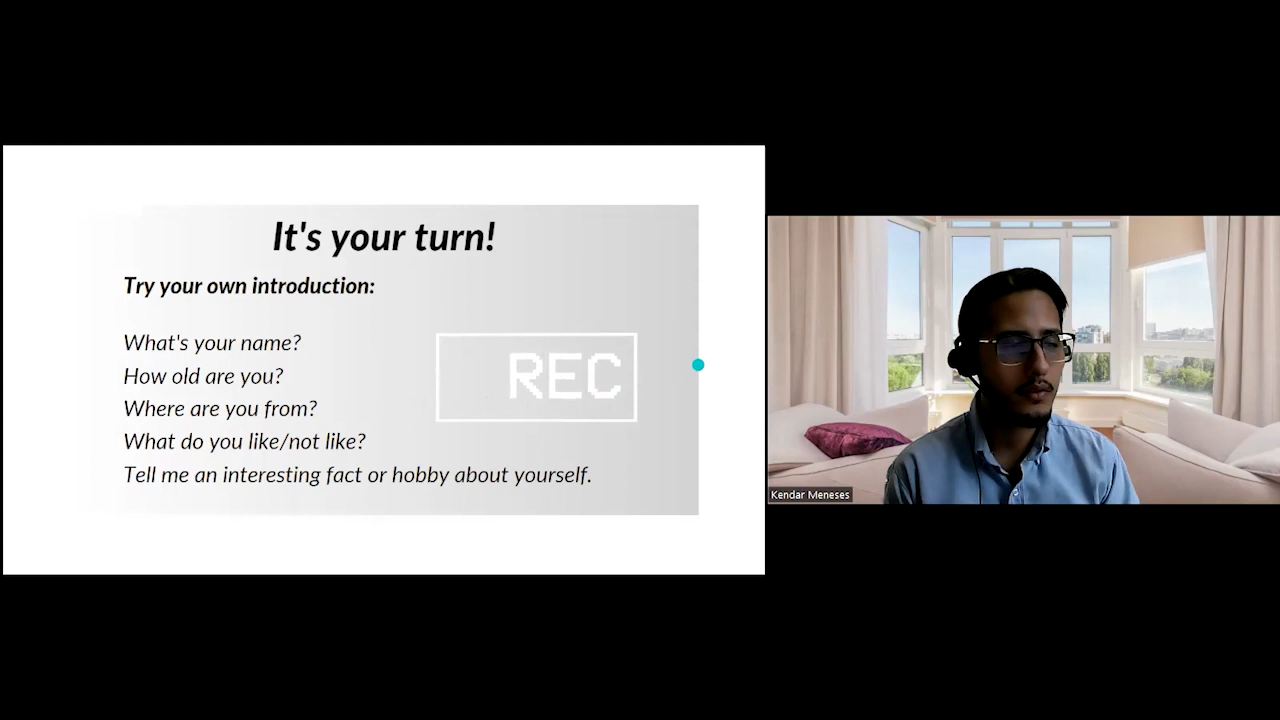 It's your turn!
Try your own introduction:
What's your name?
How old are you?
Where are you from?
What do you like/not like?
Tell me an interesting fact or hobby about yourself.
REC
Kendar Meneses